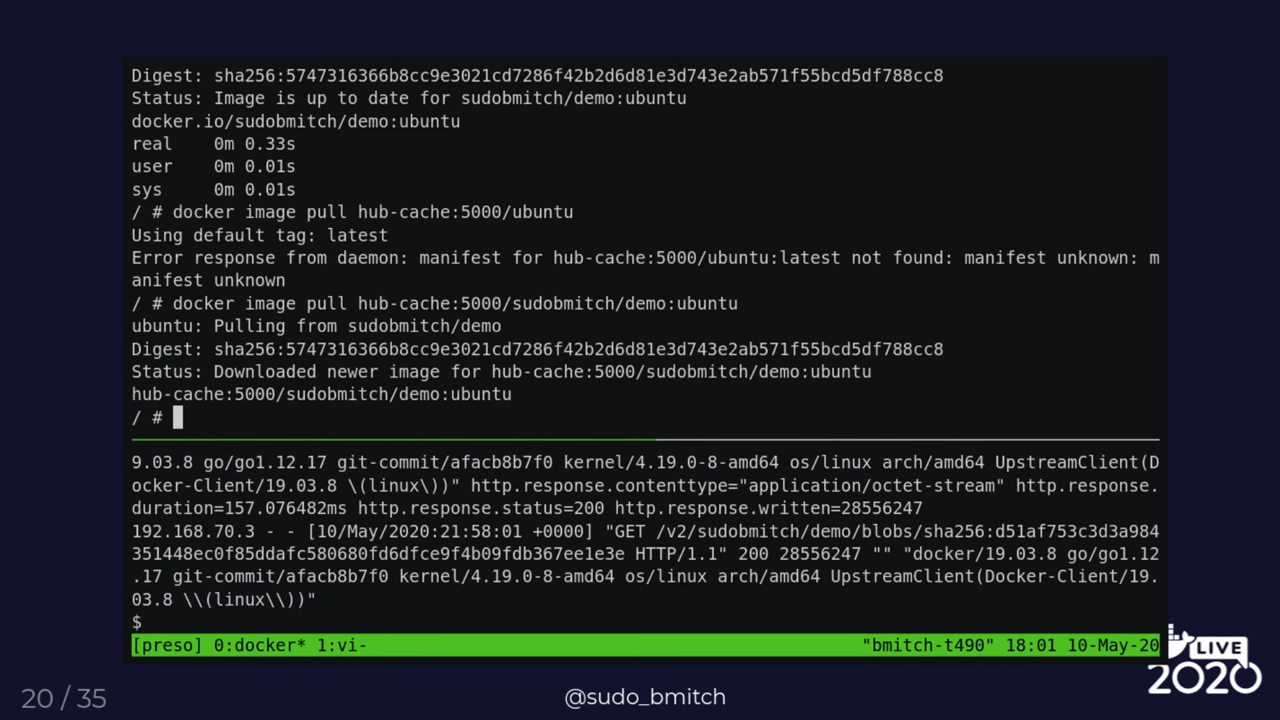 Digest: sha256:5747316366b8cc9e3021cd7286f42b2d6d81e3d743e2ab571f55bcd5df788cc8
Status: Image is up to date for sudobmitch/demo:ubuntu
docker.io/sudobmitch/demo:ubuntu
real    0m 0.33s
user    0m 0.01s
sys     0m 0.01s
/ # docker image pull hub-cache:5000/ubuntu
Using default tag: latest
Error response from daemon: manifest for hub-cache:5000/ubuntu:latest not found: manifest unknown: m
anifest unknown
/ # docker image pull hub-cache:5000/sudobmitch/demo:ubuntu
ubuntu: Pulling from sudobmitch/demo
Digest: sha256:5747316366b8cc9e3021cd7286f42b2d6d81e3d743e2ab571f55bcd5df788cc8
Status: Downloaded newer image for hub-cache:5000/sudobmitch/demo:ubuntu
hub-cache:5000/sudobmitch/demo:ubuntu
/ #
9.03.8 go/go1.12.17 git-commit/afacb8b7f0 kernel/4.19.0-8-amd64 os/linux arch/amd64 UpstreamClient(D
ocker-Client/19.03.8 \(linux\))" http.response.contenttype="application/octet-stream" http.response.
duration=157.076482ms http.response.status=200 http.response.written=28556247
192.168.70.3 - - [10/May/2020:21:58:01 +0000] "GET /v2/sudobmitch/demo/blobs/sha256:d51af753c3d3a984
351448ec0f85ddafc580680fd6dfce9f4b09fdb367ee1e3e HTTP/1.1" 200 28556247 "" "docker/19.03.8 go/go1.12
.17 git-commit/afacb8b7f0 kernel/4.19.0-8-amd64 os/linux arch/amd64 UpstreamClient(Docker-Client/19.
03.8 \\(linux\\))"
$
[preso] 0:docker* 1:vi-    "bmitch-t490" 18:01 10-May-20
LIVE
2020
20 / 35
@sudo_bmitch